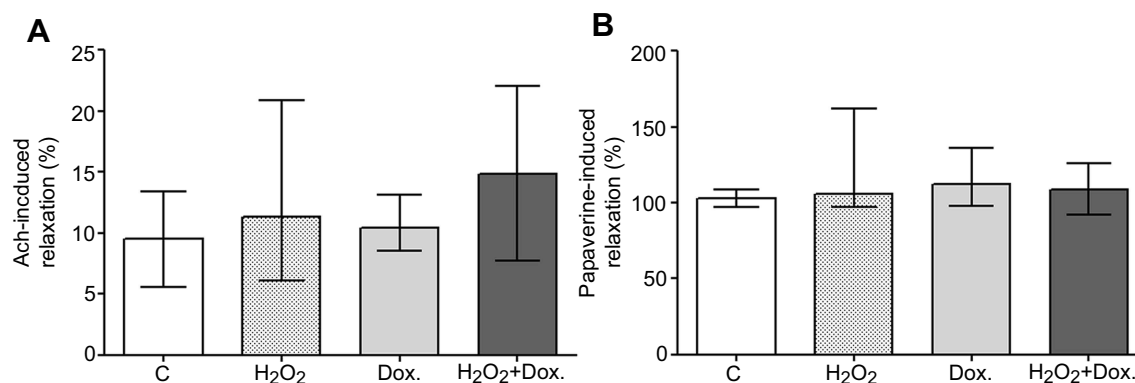 A
Ach-incduced
relaxation (%)
25
20
15
10
5
0
C
H₂O₂
Dox.
H₂O₂+Dox.
B
Papaverine-induced
relaxation (%)
200
150
100
50
0
C
H₂O₂
Dox.
H₂O₂+Dox.